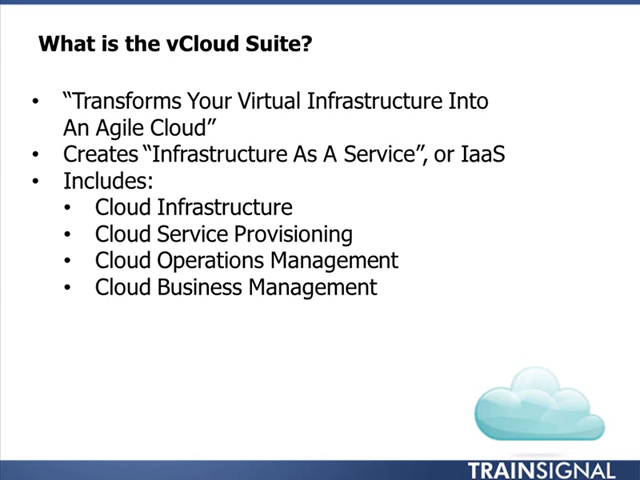 What is the vCloud Suite?
• “Transforms Your Virtual Infrastructure Into
An Agile Cloud”
• Creates “Infrastructure As A Service”, or IaaS
• Includes:
• Cloud Infrastructure
• Cloud Service Provisioning
• Cloud Operations Management
• Cloud Business Management
TRAINSIGNAL